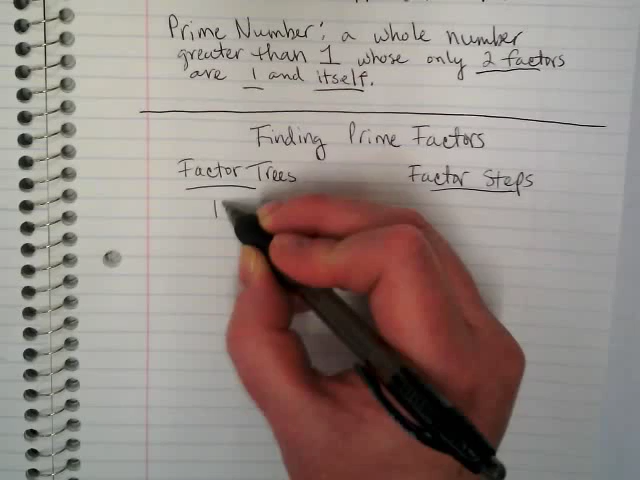 Prime Number: a whole number
greater than 1 whose only 2 factors
are 1 and itself.
Finding Prime Factors
Factor Trees
Factor Steps
1